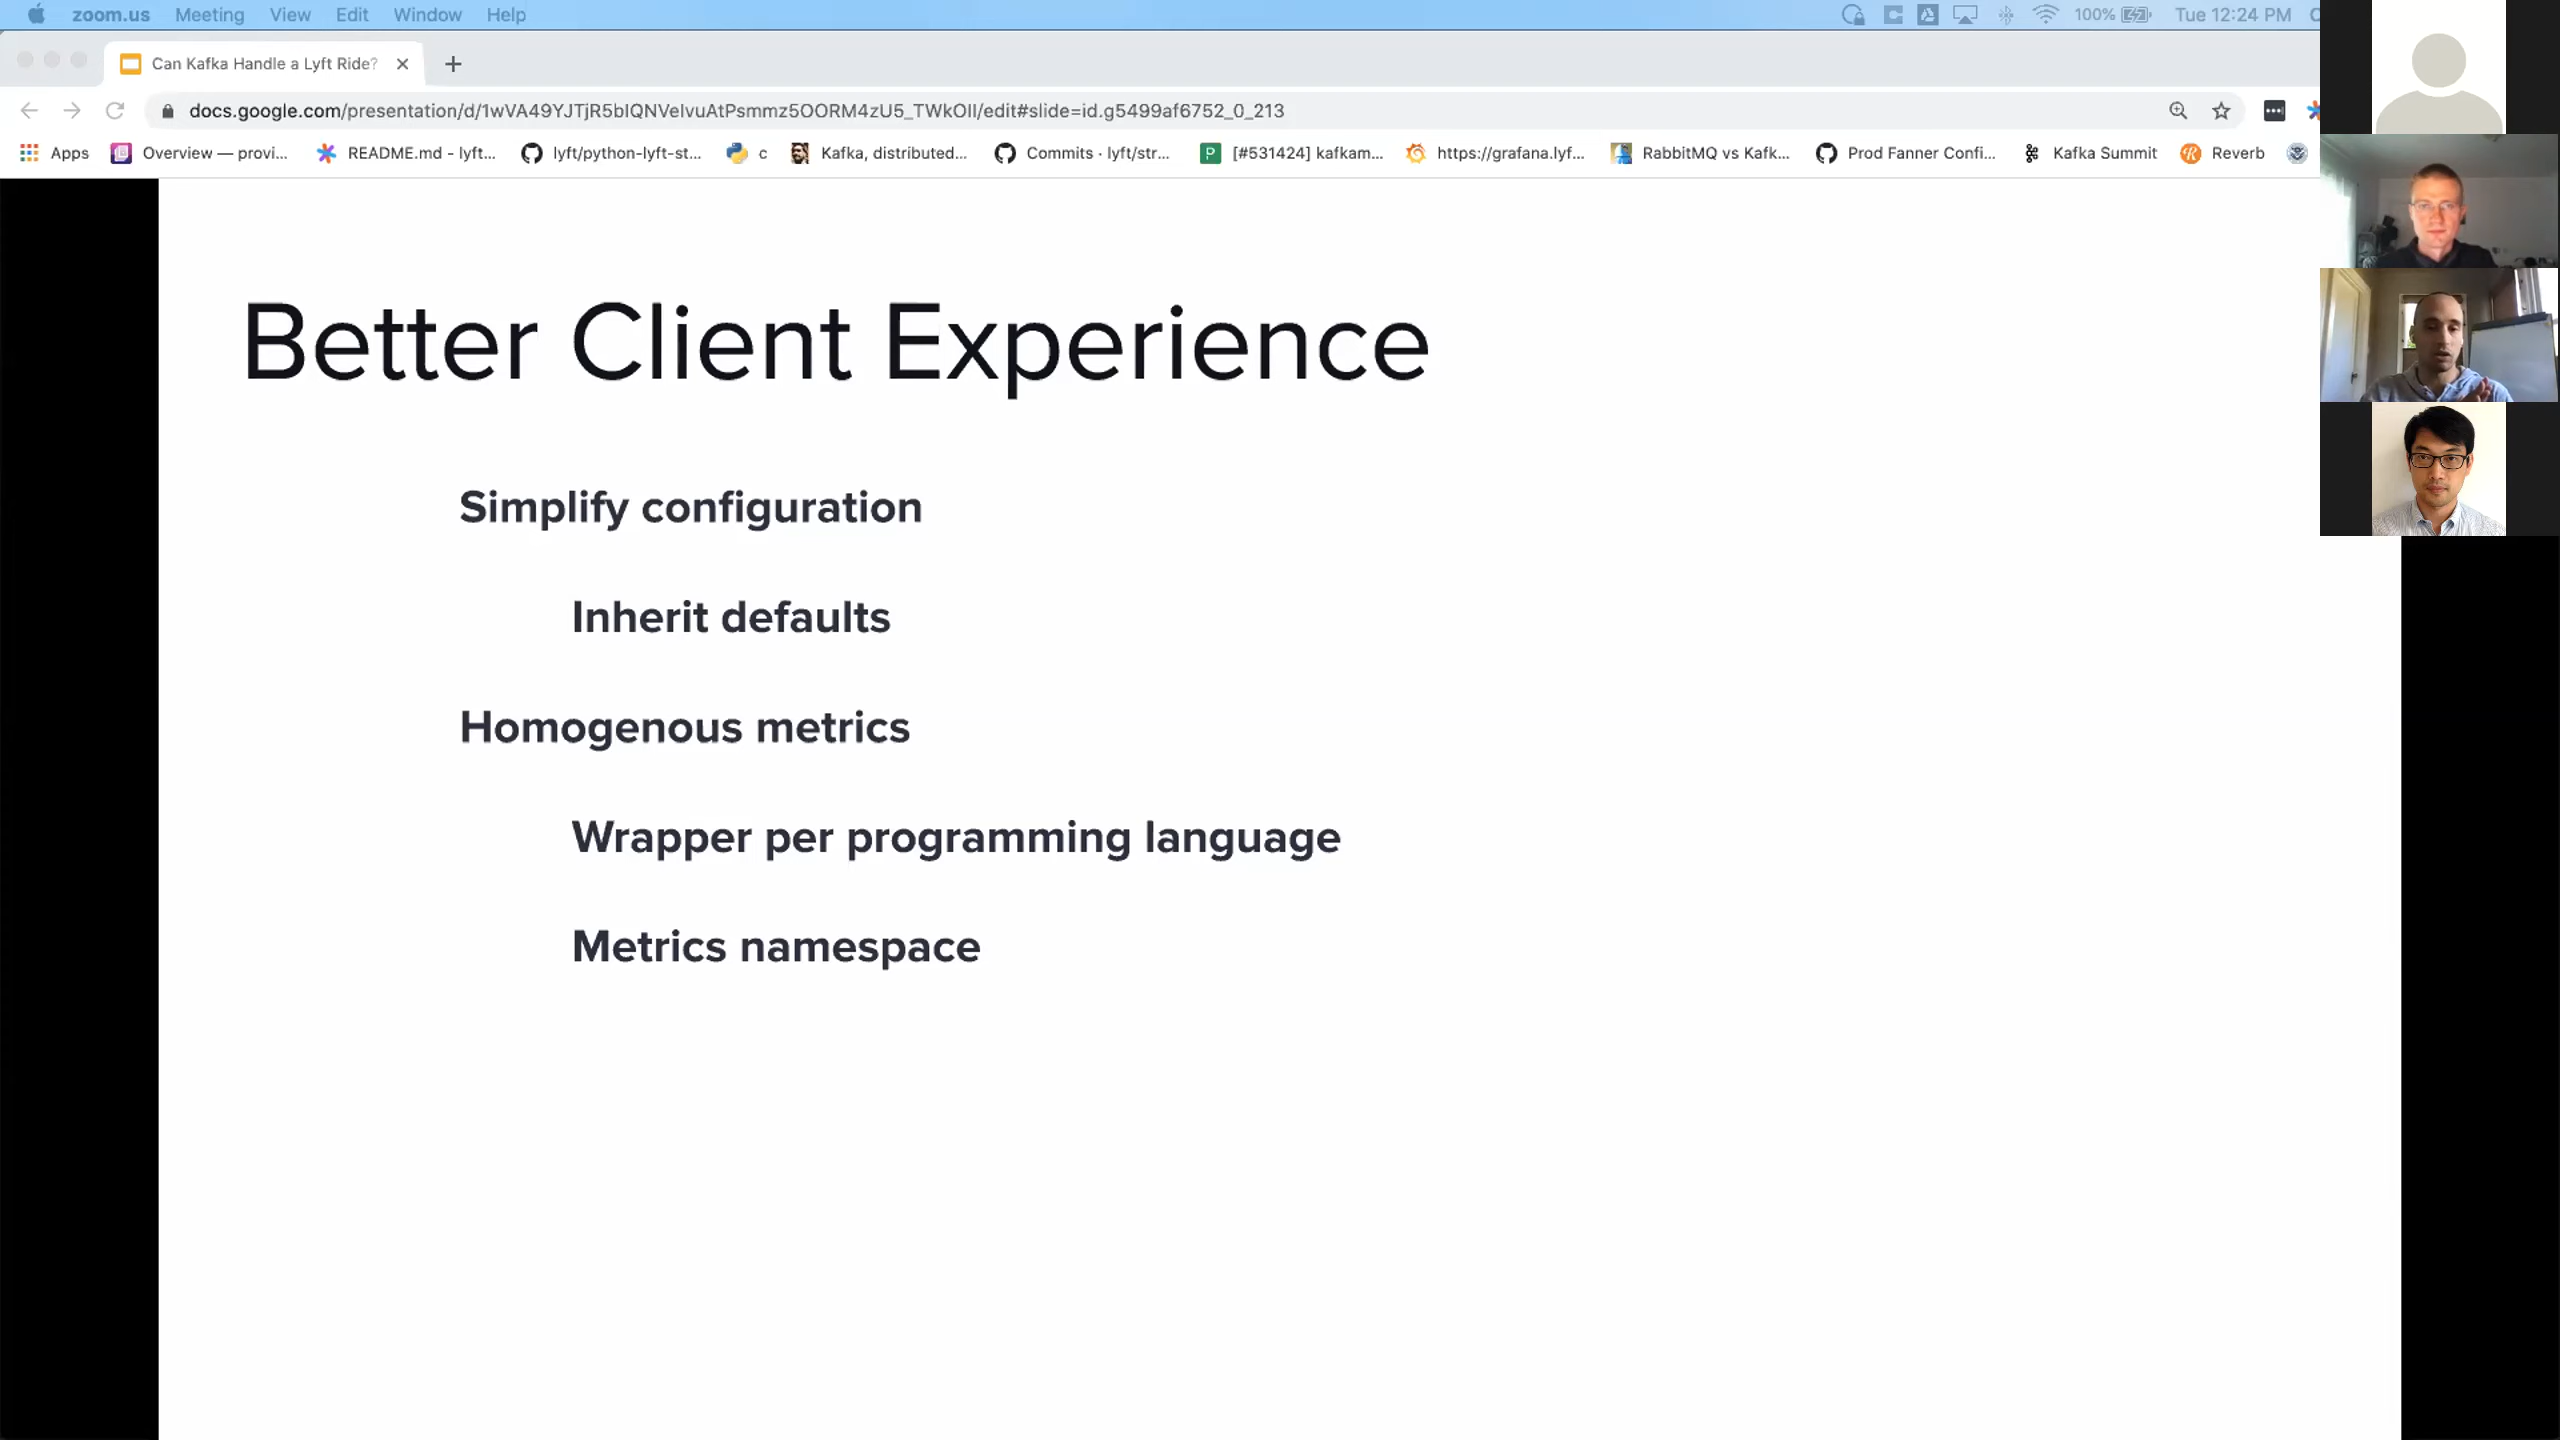 zoom.us Meeting View Edit Window Help 100% Tue 12:24 PM
Can Kafka Handle a Lyft Ride?
docs.google.com/presentation/d/1wVA49YJTjR5bIQNVeIvuAtPsmmz5OORM4zU5_TWkOlI/edit#slide=id.g5499af6752_0_213
Apps Overview — provi... README.md - lyft... lyft/python-lyft-st... c Kafka, distributed... Commits · lyft/str... [#531424] kafkam... https://grafana.lyf... RabbitMQ vs Kafk... Prod Fanner Confi... Kafka Summit Reverb
Better Client Experience
Simplify configuration
Inherit defaults
Homogenous metrics
Wrapper per programming language
Metrics namespace